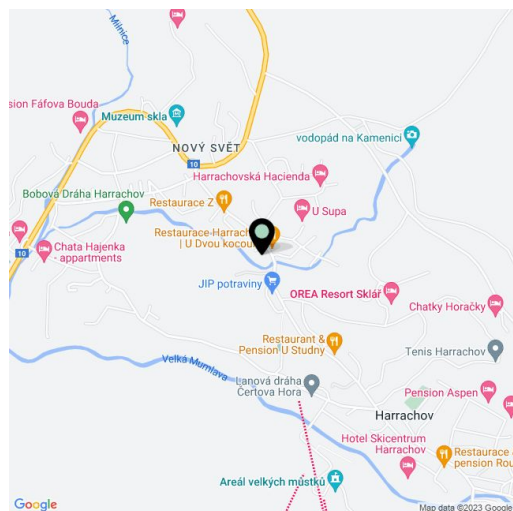 Milnice
sion Fáfova Bouda
Muzeum skla
NOVÝ SVĚT
10
vodopád na Kamenici
Harrachovská Hacienda
Bobová Dráha Harrachov
Restaurace Z
U Supa
Restaurace-Harrach
| U Dvou kocou
10
Chata Hajenka
- appartments
JIP potraviny
OREA Resort Sklář
Chatky Horačky
Restaurant &
Pension U Studny
Tenis Harrachov
Velká Mumlava
Lanová dráha
Čertova Hora
Pension Aspen
Harrachov
Hotel Skicentrum
Harrachov
Restaurace &
pension Rou
Areál velkých můstků
Google
Map data ©2023 Google